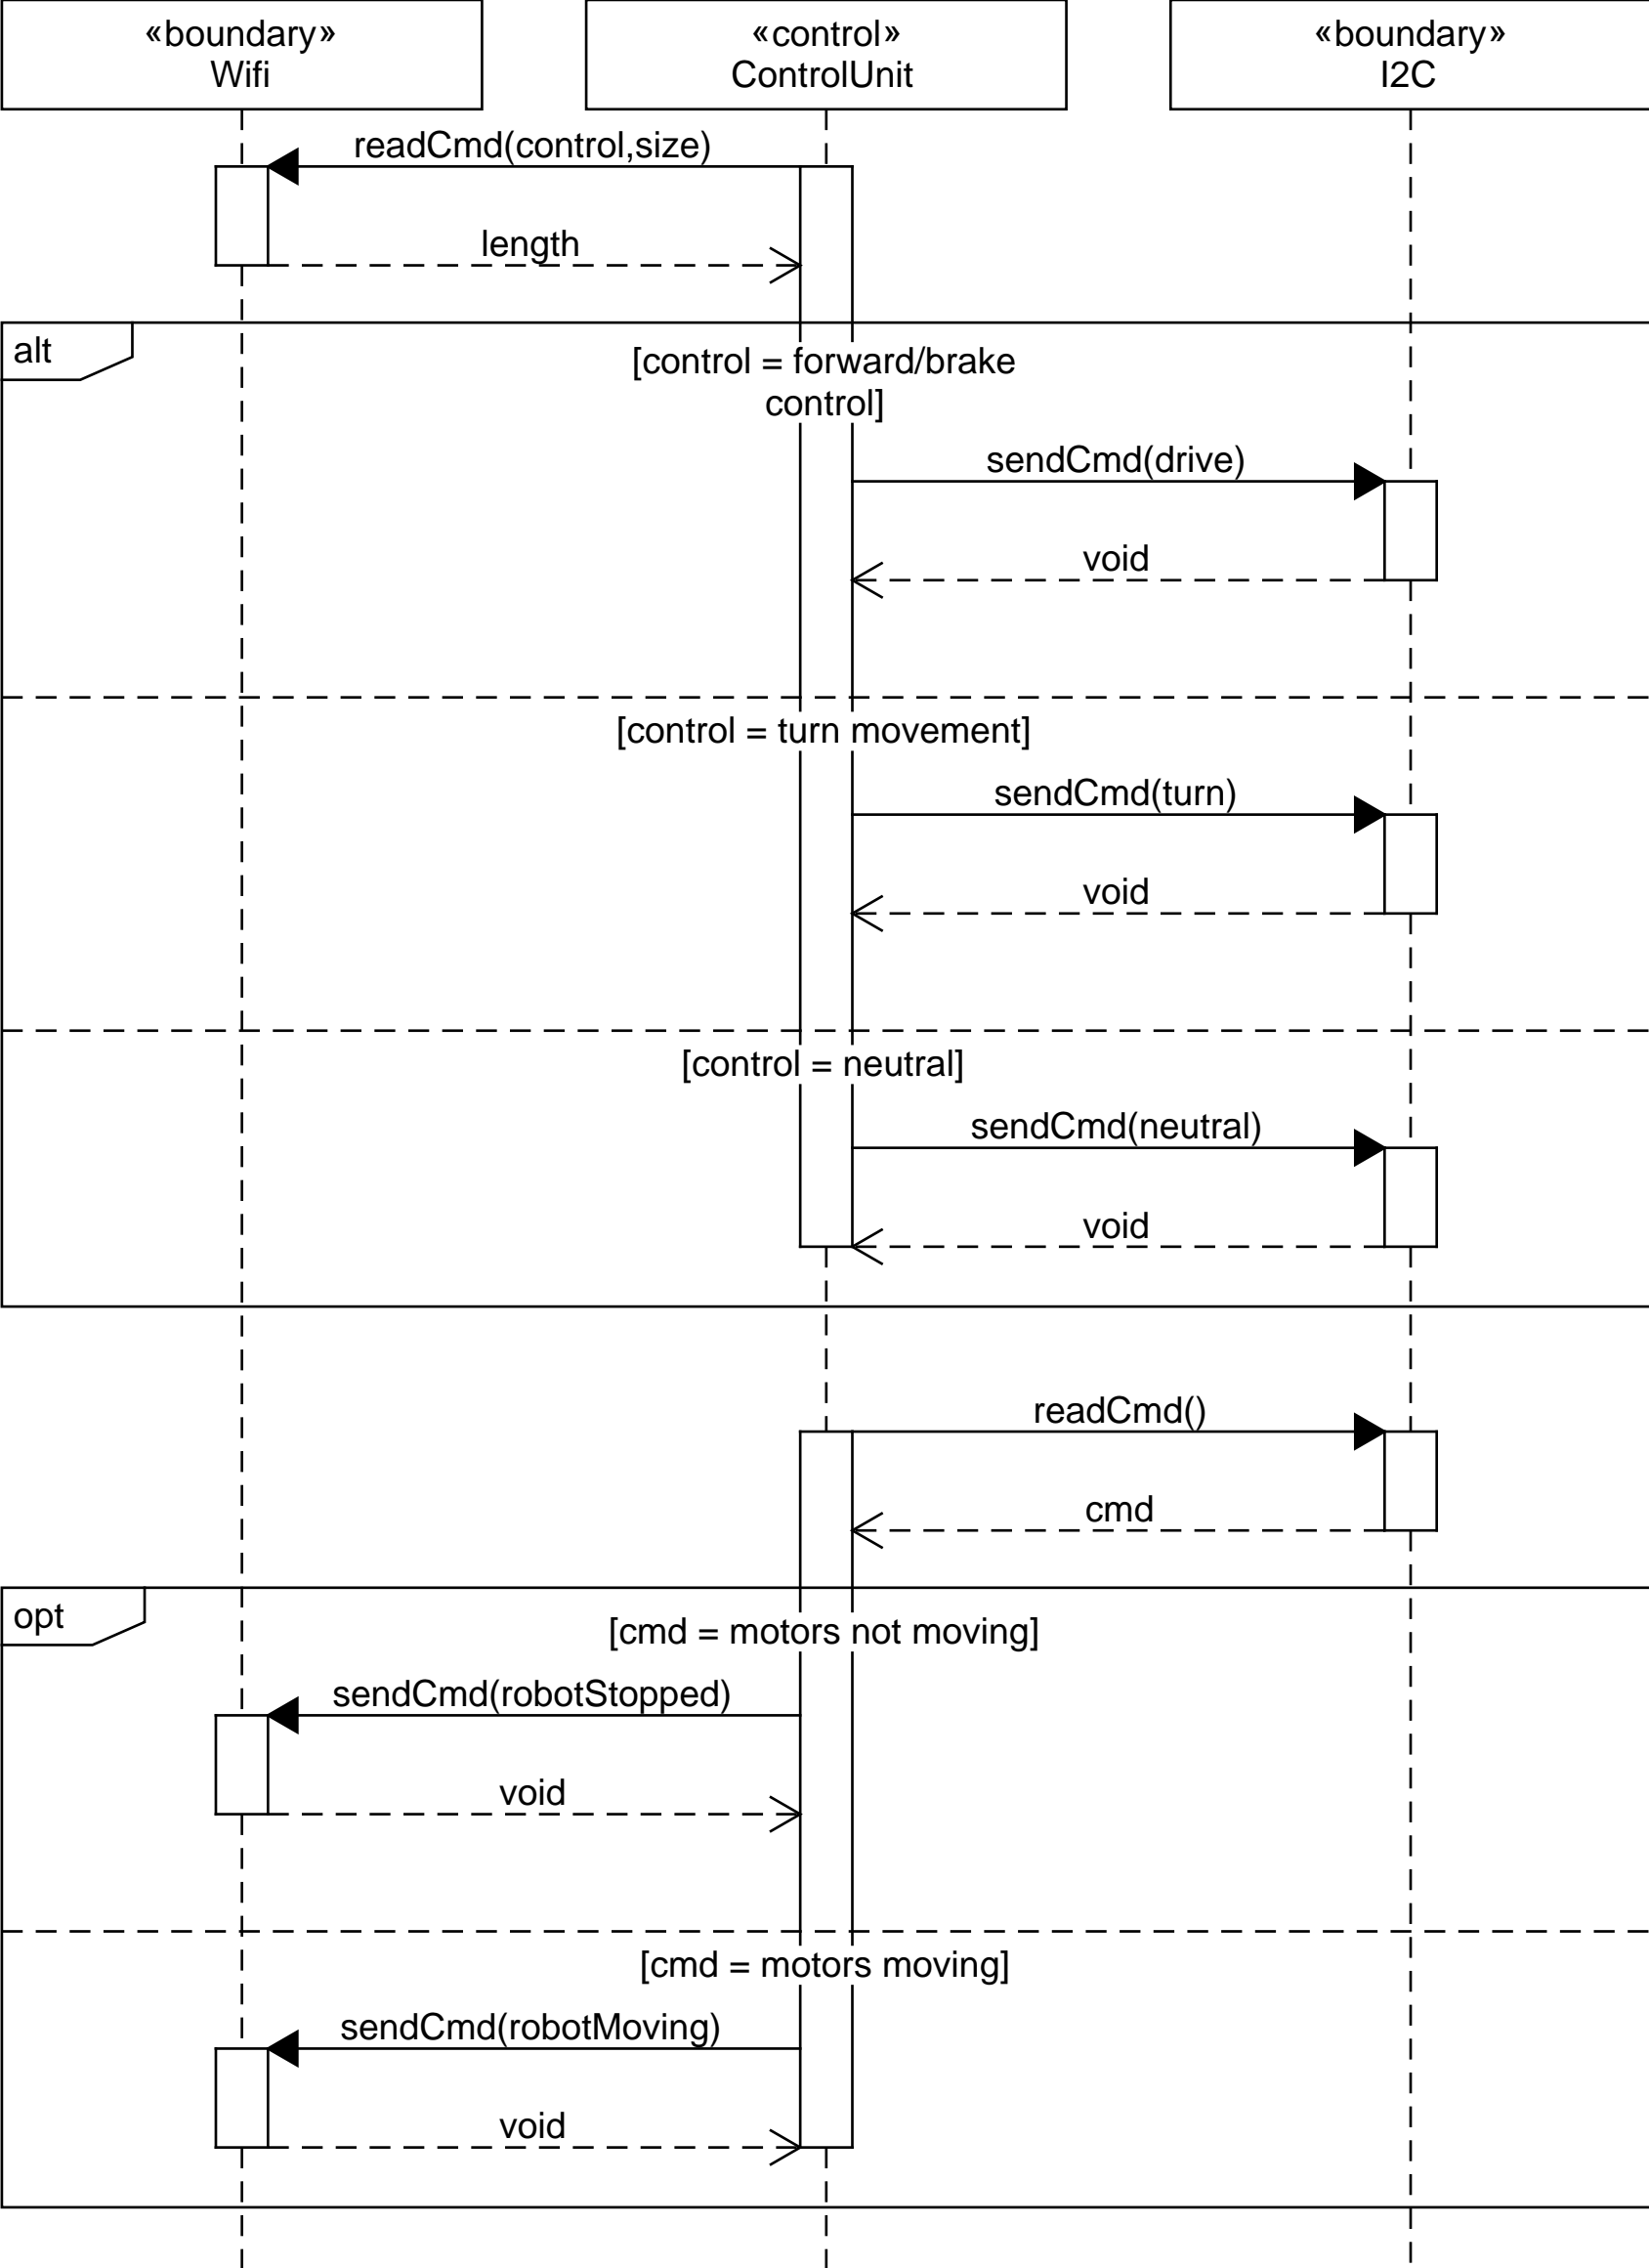 «boundary»
Wifi
«control»
ControlUnit
«boundary»
I2C
readCmd(control,size)
length
alt
[control = forward/brake
control]
sendCmd(drive)
void
[control = turn movement]
sendCmd(turn)
void
[control = neutral]
sendCmd(neutral)
void
readCmd()
cmd
opt
[cmd = motors not moving]
sendCmd(robotStopped)
void
[cmd = motors moving]
sendCmd(robotMoving)
void